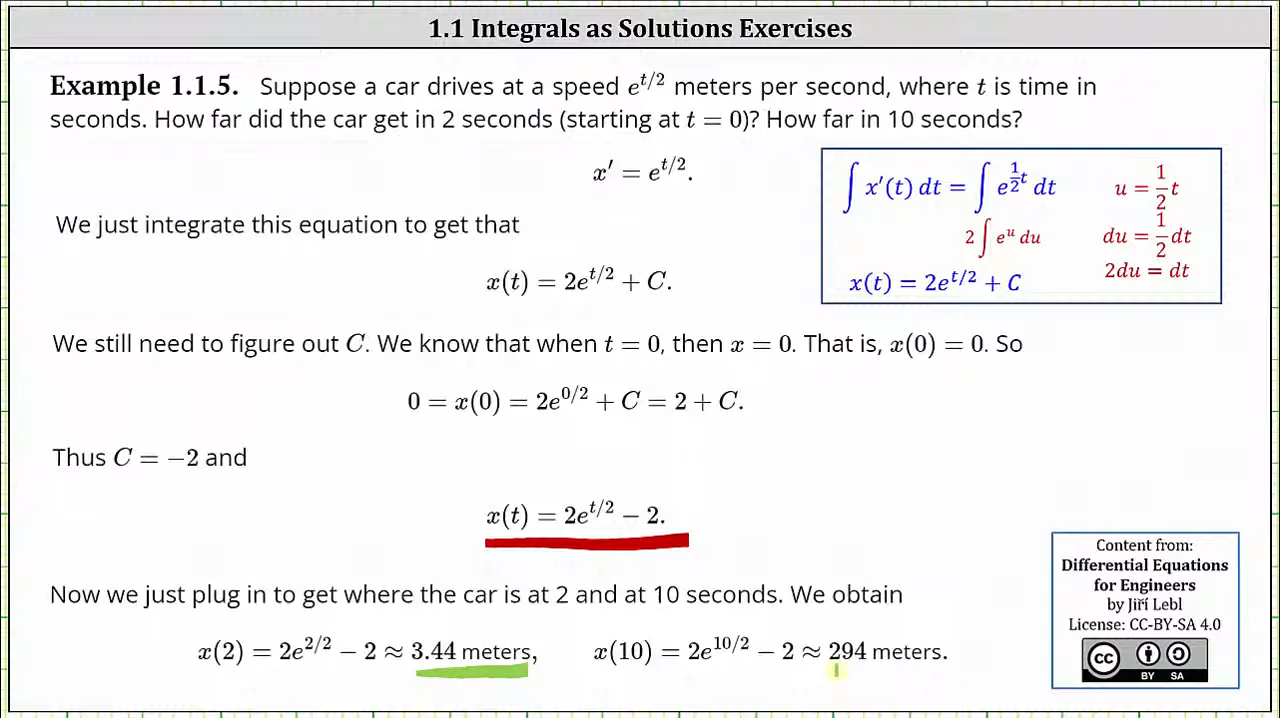 1.1 Integrals as Solutions Exercises
Example 1.1.5. Suppose a car drives at a speed e^{t/2} meters per second, where t is time in
seconds. How far did the car get in 2 seconds (starting at t = 0)? How far in 10 seconds?
x′ = e^{t/2}.
We just integrate this equation to get that
x(t) = 2e^{t/2} + C.
∫ x′(t) dt = ∫ e^{\frac{1}{2}t} dt
2 ∫ e^u du
x(t) = 2e^{t/2} + C
u = \frac{1}{2}t
du = \frac{1}{2}dt
2du = dt
We still need to figure out C. We know that when t = 0, then x = 0. That is, x(0) = 0. So
0 = x(0) = 2e^{0/2} + C = 2 + C.
Thus C = −2 and
x(t) = 2e^{t/2} − 2.
Now we just plug in to get where the car is at 2 and at 10 seconds. We obtain
x(2) = 2e^{2/2} − 2 ≈ 3.44 meters, x(10) = 2e^{10/2} − 2 ≈ 294 meters.
Content from:
Differential Equations
for Engineers
by Jiří Lebl
License: CC-BY-SA 4.0
cc BY SA